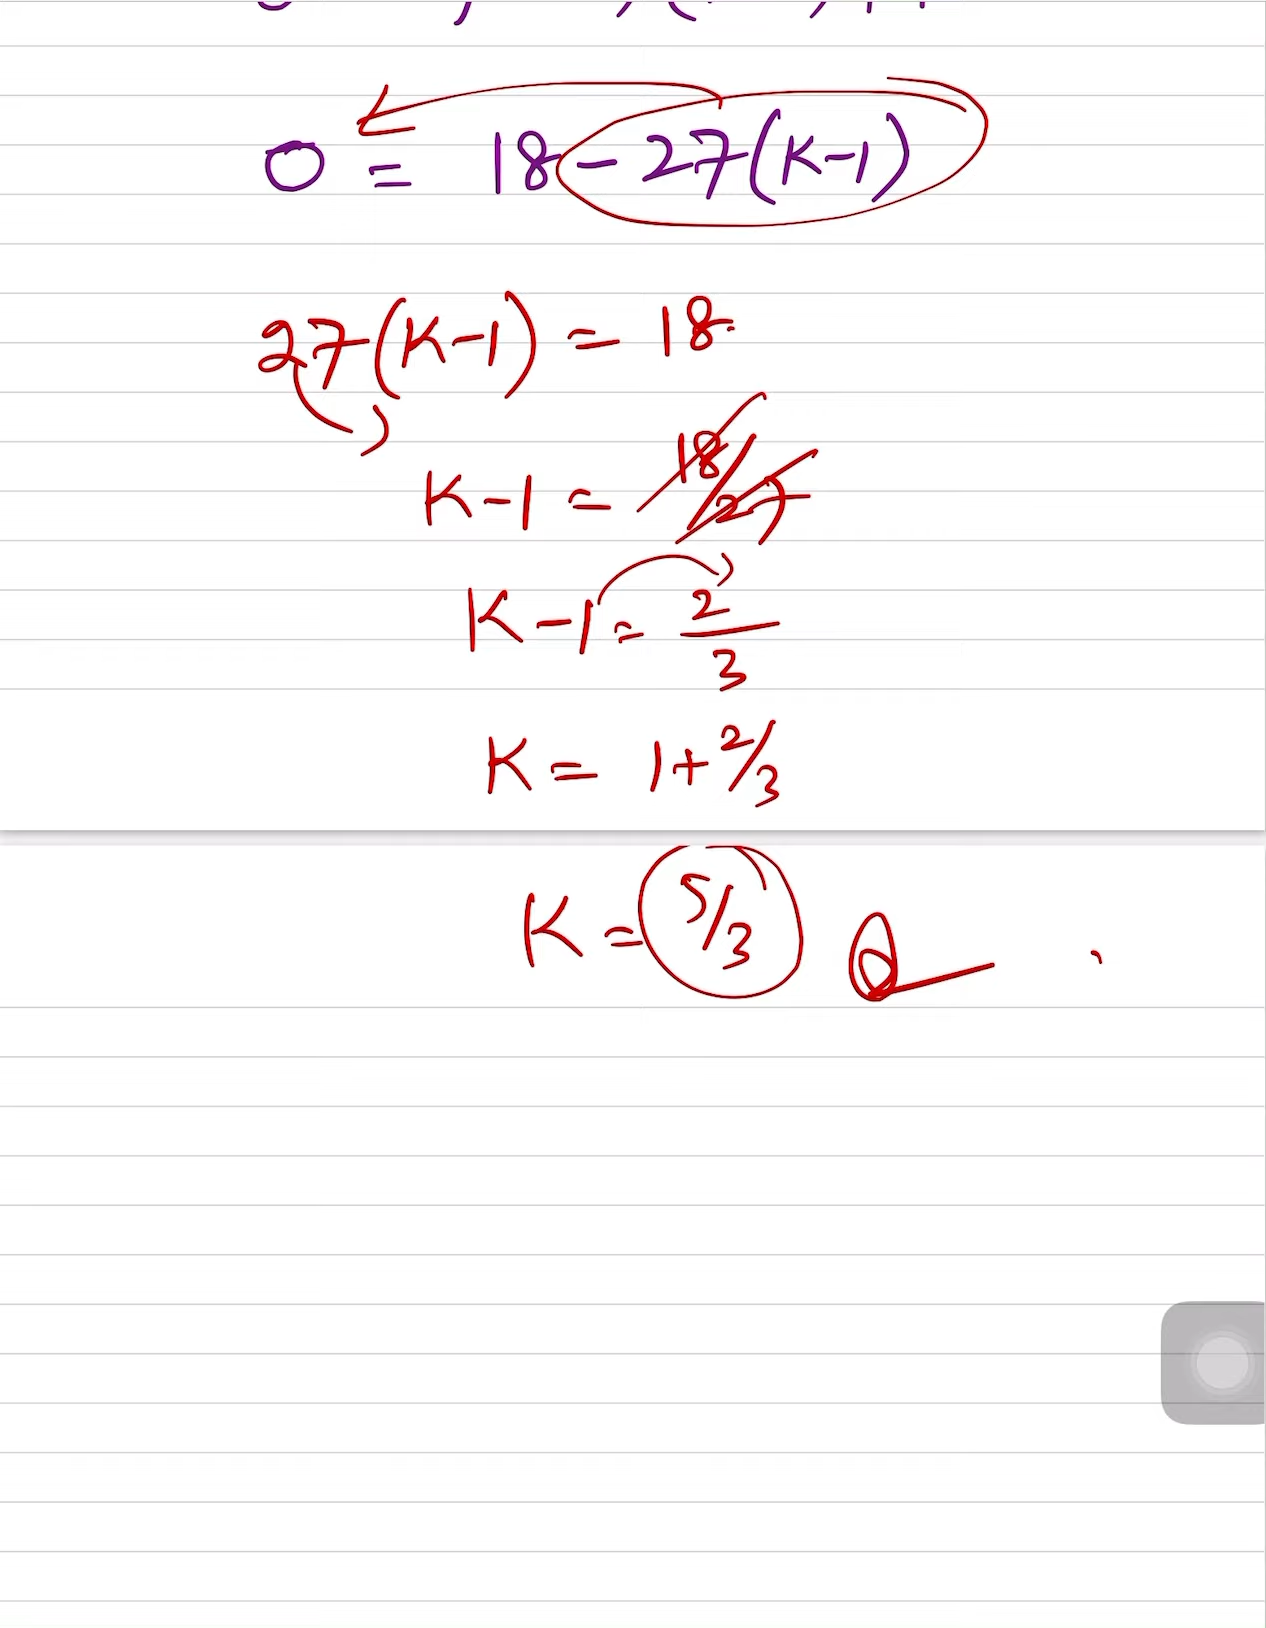 0 = 18 - 27(K-1)
27(K-1) = 18
K-1 = 18/27
K-1 = 2/3
K = 1+2/3
K = 5/3